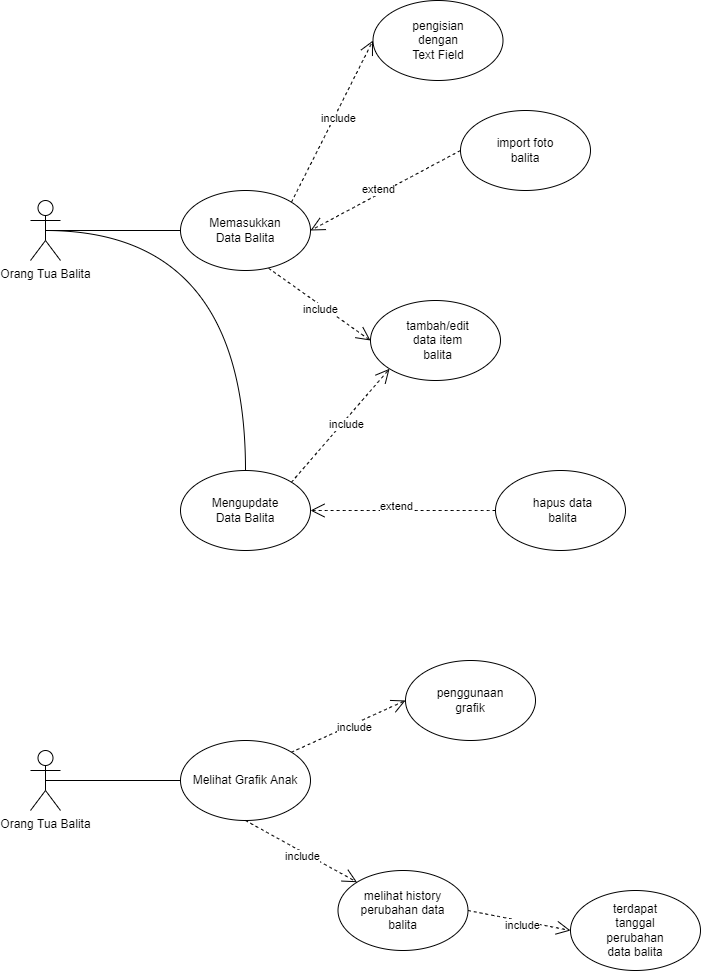 pengisian
dengan
Text Field
include
import foto
balita
extend
Memasukkan
Data Balita
Orang Tua Balita
include
tambah/edit
data item
balita
include
Mengupdate
Data Balita
extend
hapus data
balita
penggunaan
grafik
include
Melihat Grafik Anak
Orang Tua Balita
include
melihat history
perubahan data
balita
include
terdapat
tanggal
perubahan
data balita